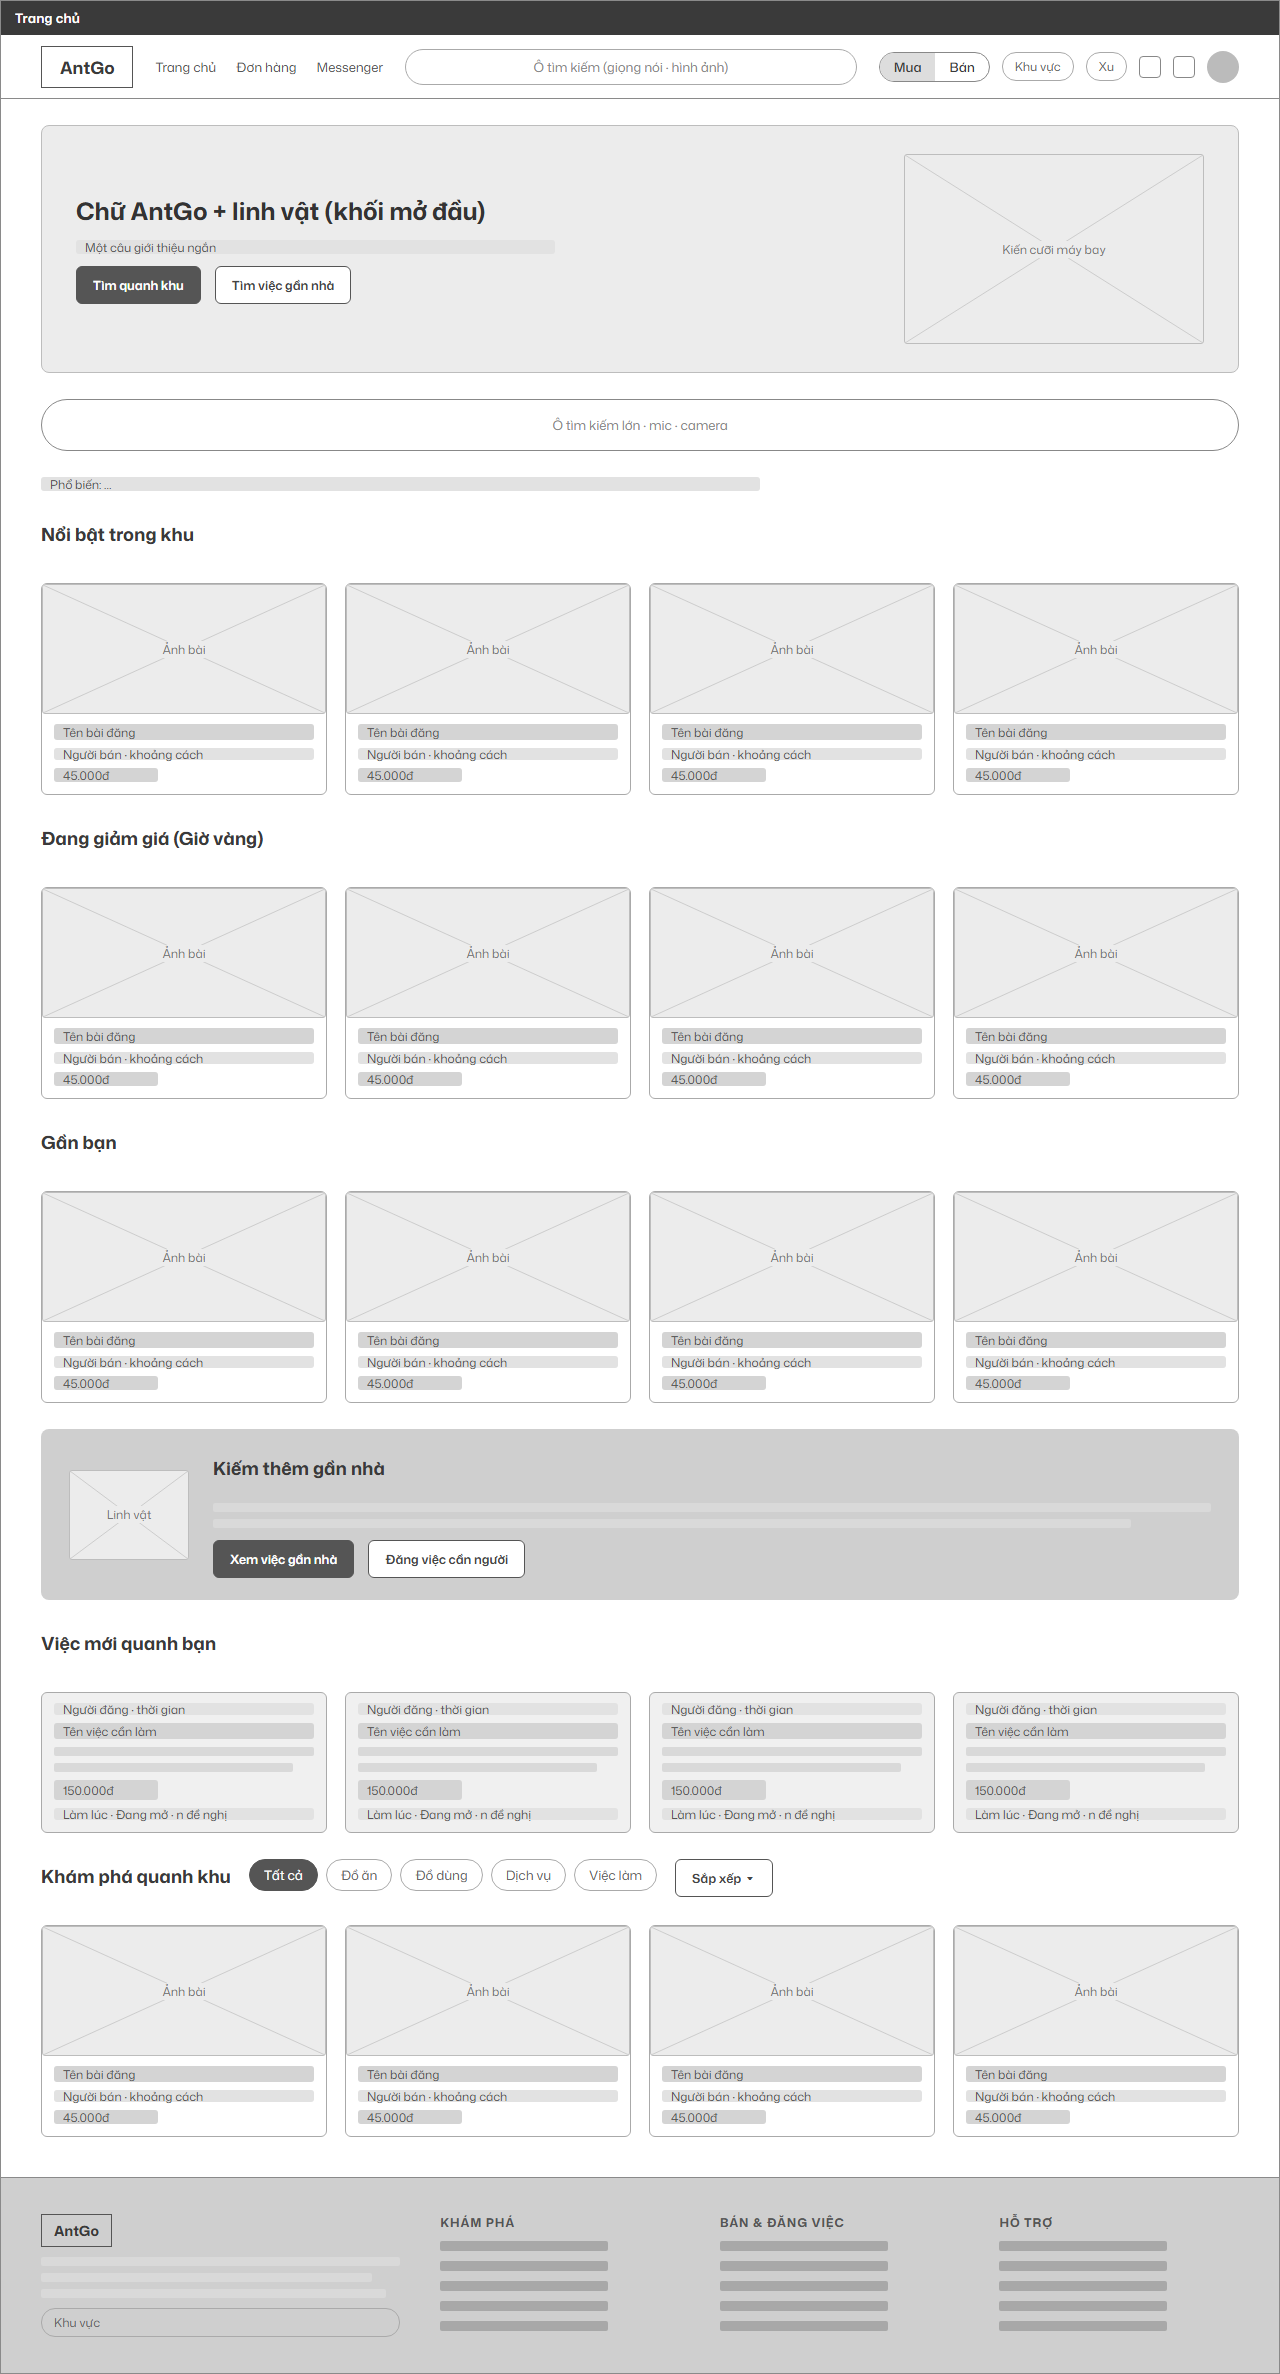 Trang chủ
AntGo Trang chủ Đơn hàng Messenger Ô tìm kiếm (giọng nói · hình ảnh) Mua Bán Khu vực Xu
Chữ AntGo + linh vật (khối mở đầu)
Một câu giới thiệu ngắn
Tìm quanh khu Tìm việc gần nhà
Kiến cưỡi máy bay
Ô tìm kiếm lớn · mic · camera
Phổ biến: ...
Nổi bật trong khu
Ảnh bài Ảnh bài Ảnh bài Ảnh bài
Tên bài đăng Tên bài đăng Tên bài đăng Tên bài đăng
Người bán · khoảng cách Người bán · khoảng cách Người bán · khoảng cách Người bán · khoảng cách
45.000đ 45.000đ 45.000đ 45.000đ
Đang giảm giá (Giờ vàng)
Ảnh bài Ảnh bài Ảnh bài Ảnh bài
Tên bài đăng Tên bài đăng Tên bài đăng Tên bài đăng
Người bán · khoảng cách Người bán · khoảng cách Người bán · khoảng cách Người bán · khoảng cách
45.000đ 45.000đ 45.000đ 45.000đ
Gần bạn
Ảnh bài Ảnh bài Ảnh bài Ảnh bài
Tên bài đăng Tên bài đăng Tên bài đăng Tên bài đăng
Người bán · khoảng cách Người bán · khoảng cách Người bán · khoảng cách Người bán · khoảng cách
45.000đ 45.000đ 45.000đ 45.000đ
Linh vật
Kiếm thêm gần nhà
Xem việc gần nhà Đăng việc cần người
Việc mới quanh bạn
Người đăng · thời gian Người đăng · thời gian Người đăng · thời gian Người đăng · thời gian
Tên việc cần làm Tên việc cần làm Tên việc cần làm Tên việc cần làm
150.000đ 150.000đ 150.000đ 150.000đ
Làm lúc · Đang mở · n đề nghị Làm lúc · Đang mở · n đề nghị Làm lúc · Đang mở · n đề nghị Làm lúc · Đang mở · n đề nghị
Khám phá quanh khu Tất cả Đồ ăn Đồ dùng Dịch vụ Việc làm Sắp xếp
Ảnh bài Ảnh bài Ảnh bài Ảnh bài
Tên bài đăng Tên bài đăng Tên bài đăng Tên bài đăng
Người bán · khoảng cách Người bán · khoảng cách Người bán · khoảng cách Người bán · khoảng cách
45.000đ 45.000đ 45.000đ 45.000đ
AntGo
Khu vực
KHÁM PHÁ BÁN & ĐĂNG VIỆC HỖ TRỢ